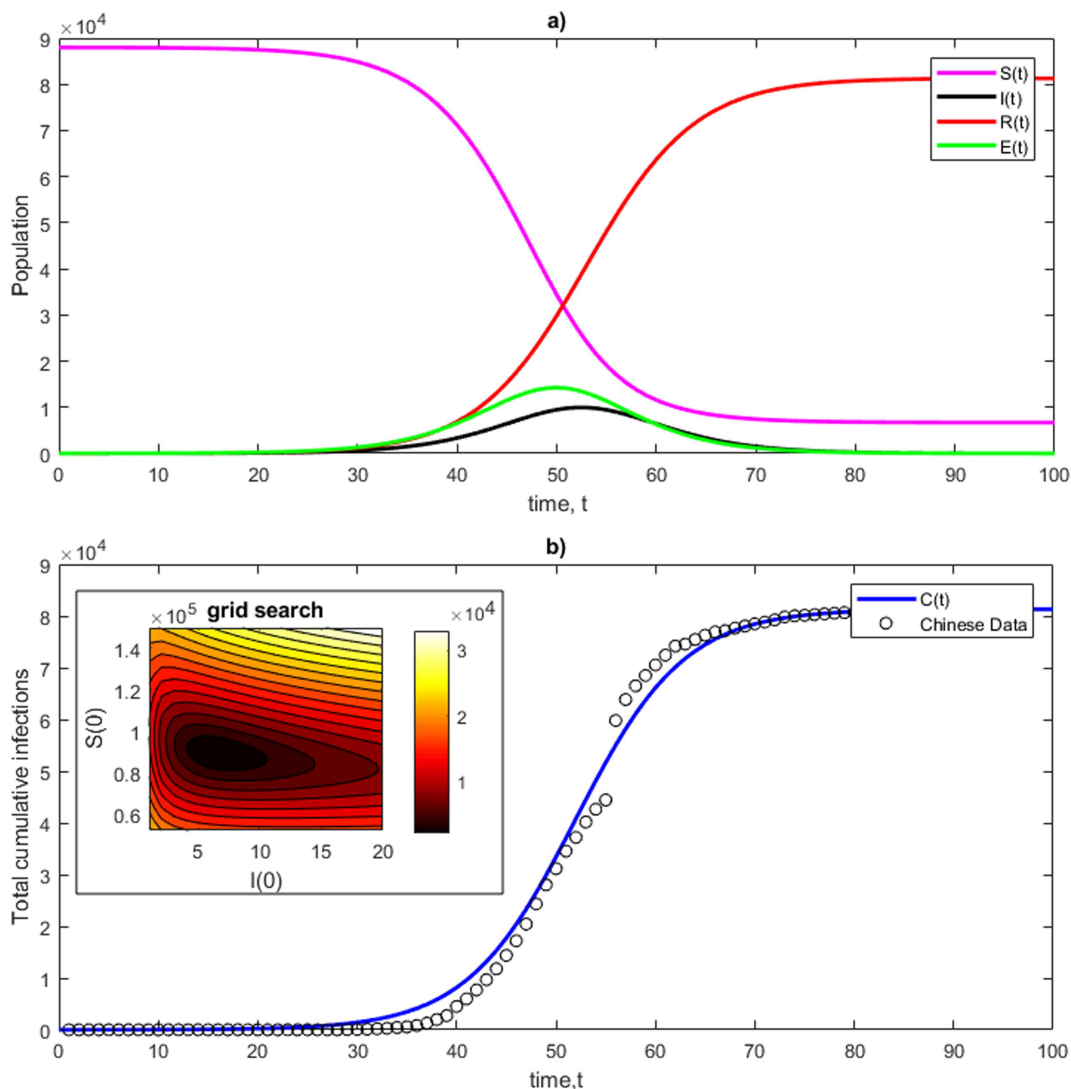 a)
×10⁴
9
8
7
6
5
4
3
2
1
0
Population
S(t)
I(t)
R(t)
E(t)
0 10 20 30 40 50 60 70 80 90 100
time, t
b)
×10⁴
9
8
7
6
5
4
3
2
1
0
Total cumulative infections
×10⁵ grid search
1.4
1.2
1
0.8
0.6
S(0)
5 10 15 20
I(0)
×10⁴
3
2
1
C(t)
Chinese Data
0 10 20 30 40 50 60 70 80 90 100
time,t